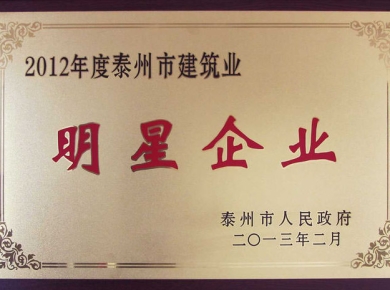 2012年度泰州市建筑业
明星企业
泰州市人民政府
二〇一三年二月